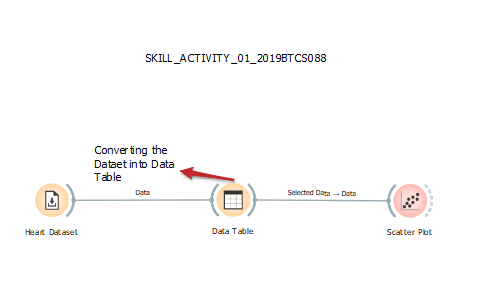 SKILL_ACTIVITY_01_2019BTCS088
Converting the
Dataet into Data
Table
Data
Selected Data → Data
Heart Dataset
Data Table
Scatter Plot